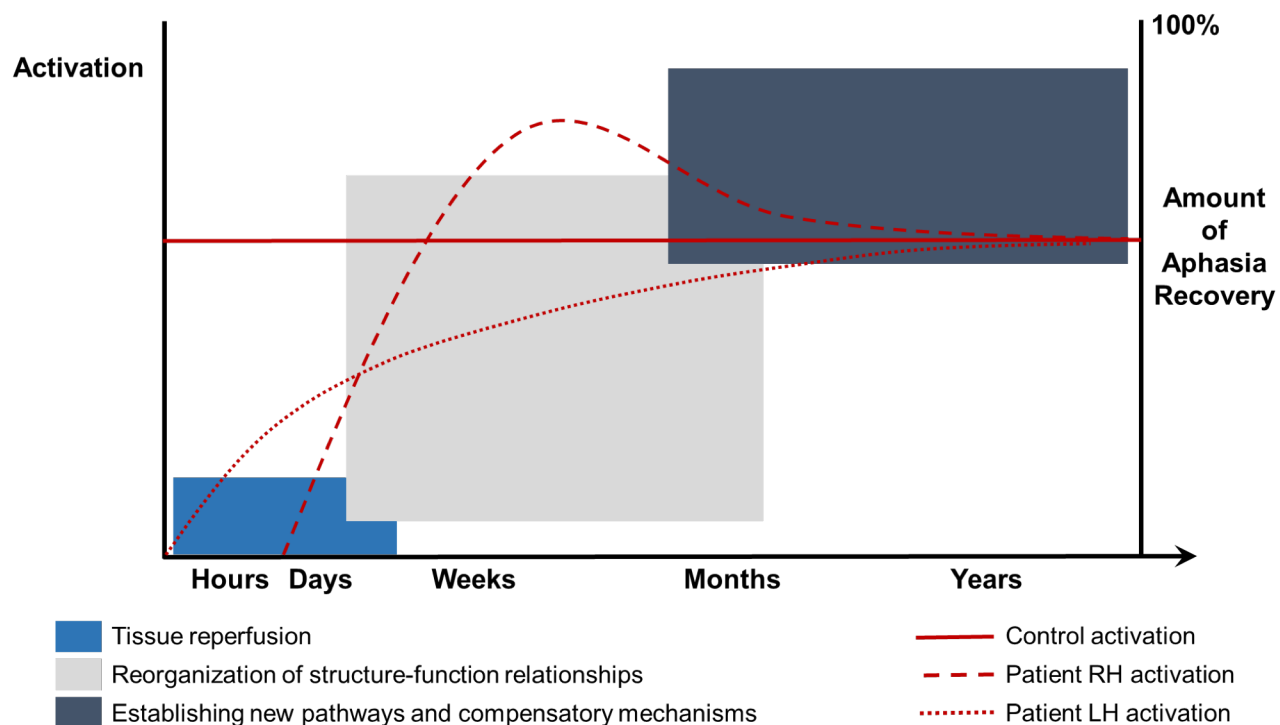 100%
Activation
Amount
of
Aphasia
Recovery
Hours Days Weeks Months Years
Tissue reperfusion
Reorganization of structure-function relationships
Establishing new pathways and compensatory mechanisms
Control activation
Patient RH activation
Patient LH activation